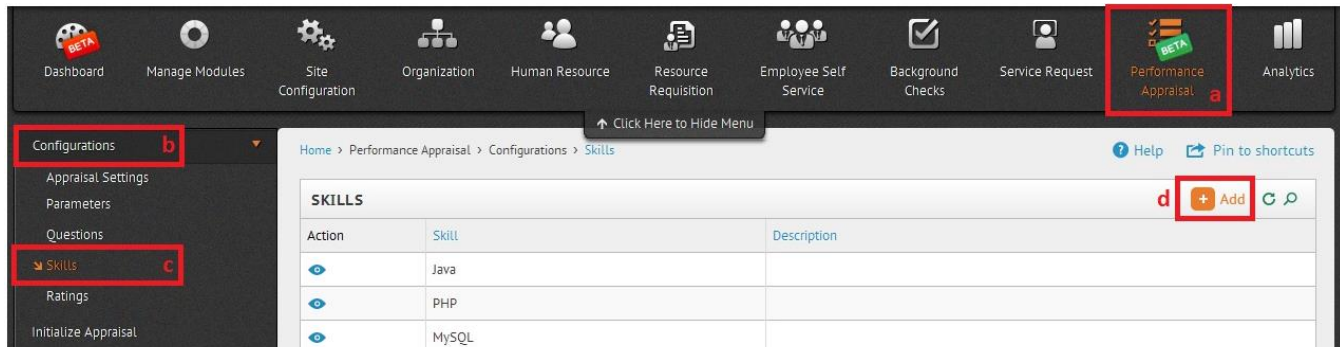 BETA
BETA
Dashboard
Manage Modules
Site
Configuration
Organization
Human Resource
Resource
Requisition
Employee Self
Service
Background
Checks
Service Request
Performance
Appraisal
a
Analytics
Click Here to Hide Menu
Configurations
b
Appraisal Settings
Parameters
Questions
Skills
c
Ratings
Initialize Appraisal
Home › Performance Appraisal › Configurations › Skills
? Help
Pin to shortcuts
SKILLS
d
+ Add
Action Skill Description
Java
PHP
MySQL